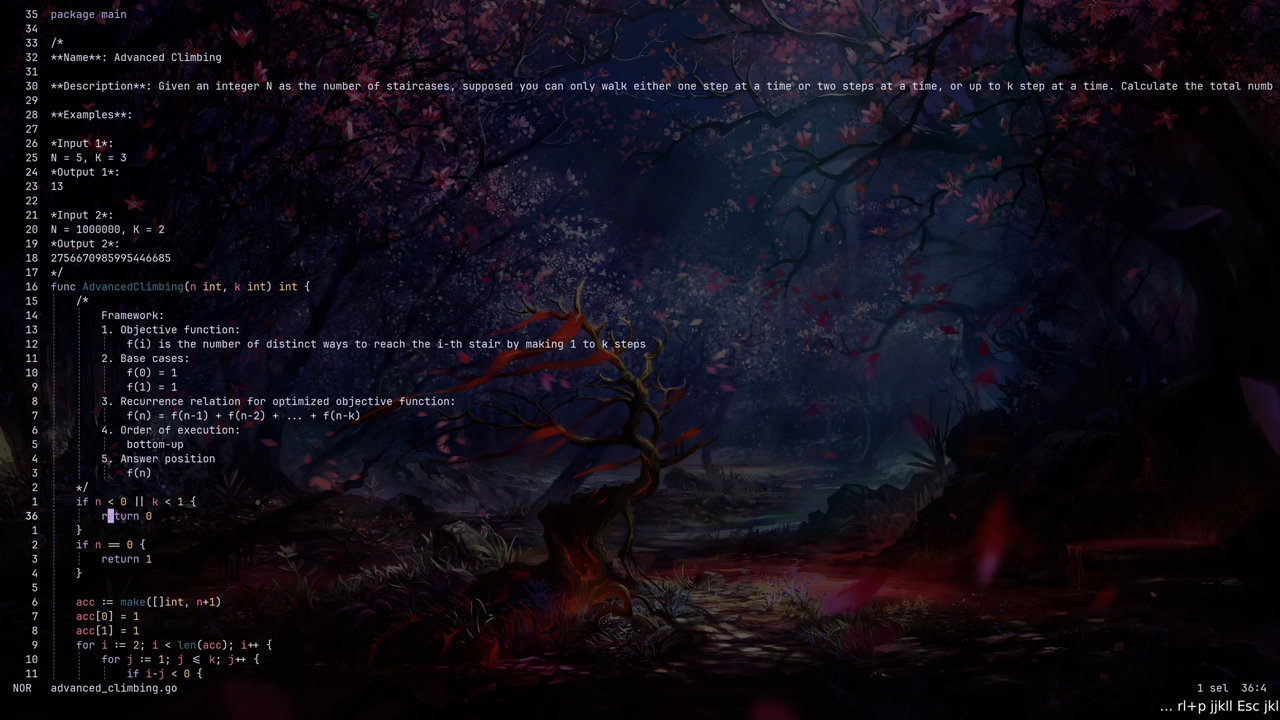 35 package main
34
33 /*
32 **Name**: Advanced Climbing
31
30 **Description**: Given an integer N as the number of staircases, supposed you can only walk either one step at a time or two steps at a time, or up to k step at a time. Calculate the total numb
29
28 **Examples**:
27
26 *Input 1*:
25 N = 5, K = 3
24 *Output 1*:
23 13
22
21 *Input 2*:
20 N = 1000000, K = 2
19 *Output 2*:
18 2756670985995446685
17 */
16 func AdvancedClimbing(n int, k int) int {
15     /*
14         Framework:
13         1. Objective function:
12             f(i) is the number of distinct ways to reach the i-th stair by making 1 to k steps
11         2. Base cases:
10             f(0) = 1
9             f(1) = 1
8         3. Recurrence relation for optimized objective function:
7             f(n) = f(n-1) + f(n-2) + ... + f(n-k)
6         4. Order of execution:
5             bottom-up
4         5. Answer position
3             f(n)
2     */
1     if n < 0 || k < 1 {
36         return 0
1     }
2     if n == 0 {
3         return 1
4     }
5
6     acc := make([]int, n+1)
7     acc[0] = 1
8     acc[1] = 1
9     for i := 2; i < len(acc); i++ {
10         for j := 1; j <= k; j++ {
11             if i-j < 0 {
NOR advanced_climbing.go 1 sel 36:4
... rl+p jjkll Esc jkl